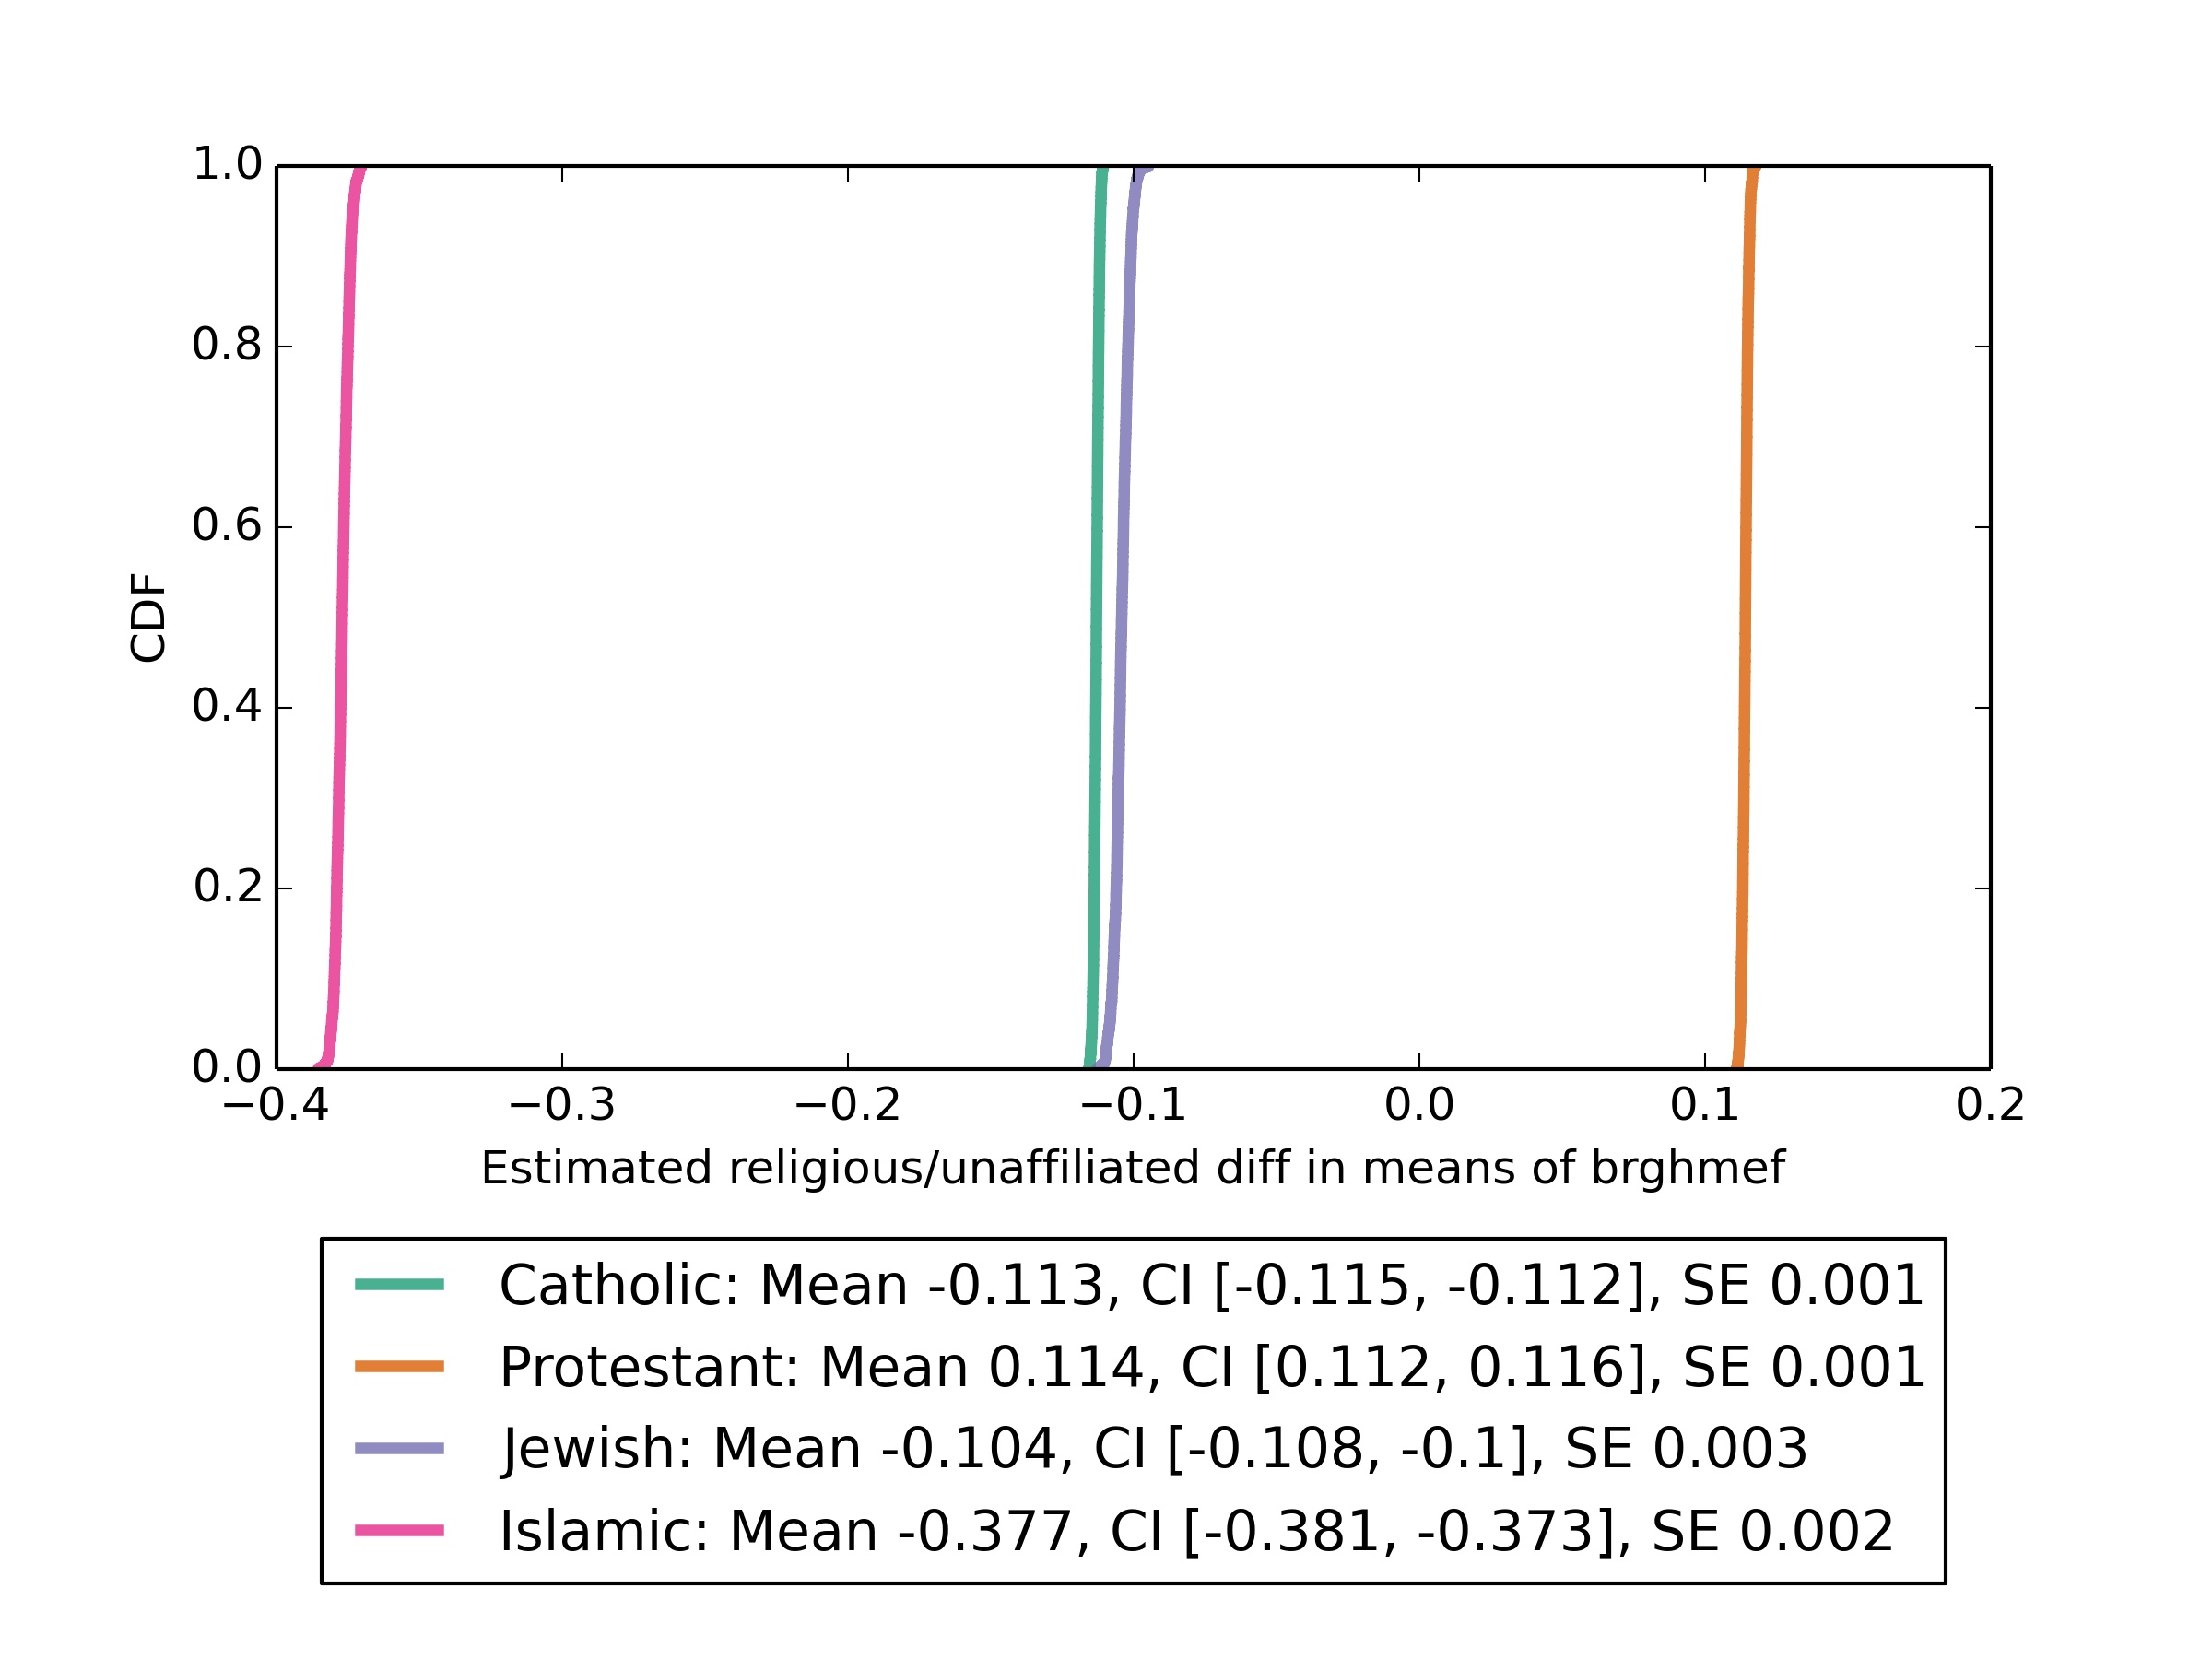 1.0
0.8
0.6
0.4
0.2
0.0
CDF
−0.4 −0.3 −0.2 −0.1 0.0 0.1 0.2
Estimated religious/unaffiliated diff in means of brghmef
Catholic: Mean -0.113, CI [-0.115, -0.112], SE 0.001
Protestant: Mean 0.114, CI [0.112, 0.116], SE 0.001
Jewish: Mean -0.104, CI [-0.108, -0.1], SE 0.003
Islamic: Mean -0.377, CI [-0.381, -0.373], SE 0.002